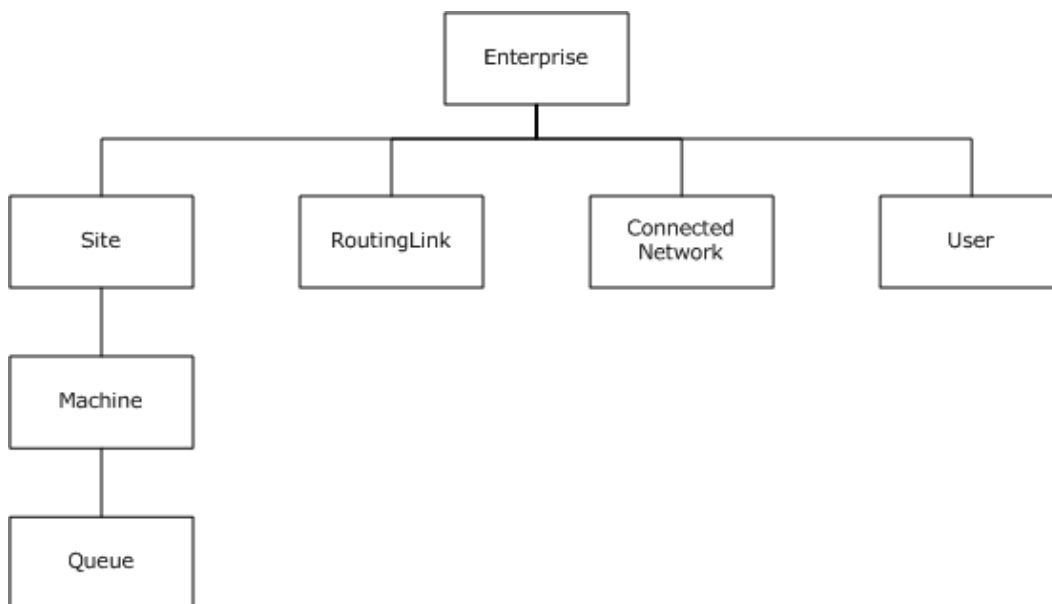 Enterprise
Site
RoutingLink
Connected
Network
User
Machine
Queue